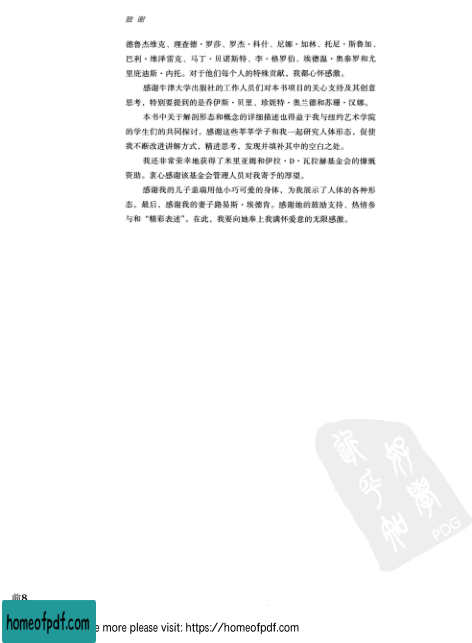 致 谢
德鲁杰维克、理查德·罗莎、罗杰·科什、尼娜·加林、托尼·斯鲁加、
巴利·维泽雷克、马丁·贝诺斯特、李·格罗伯、埃德温·奥泰罗和尤
里庇迪斯·内托。对于他们每个人的特殊贡献，我都心怀感激。
感谢牛津大学出版社的工作人员们对本书项目的关心支持及其创意
思考，特别要提到的是乔伊斯·贝里、珍妮特·奥兰德和苏珊·汉娜。
本书中关于解剖形态和概念的详细描述也得益于我与纽约艺术学院
的学生们的共同探讨。感谢这些莘莘学子和我一起研究人体形态，促使
我不断改进讲解方式，精进思考，发现并填补其中的空白之处。
我还非常荣幸地获得了米里亚姆和伊拉·D·瓦拉赫基金会的慷慨
资助。衷心感谢该基金会管理人员对我寄予的厚望。
感谢我的儿子盖瑞用他小巧可爱的身体，为我展示了人体的各种形
态。最后，感谢我的妻子路易斯·埃德肯。感谢她的鼓励支持、热情参
与和“精彩表述”。在此，我要向她奉上我满怀爱意的无限感激。
PDG
前8
homeofpdf.com
e more please visit: https://homeofpdf.com